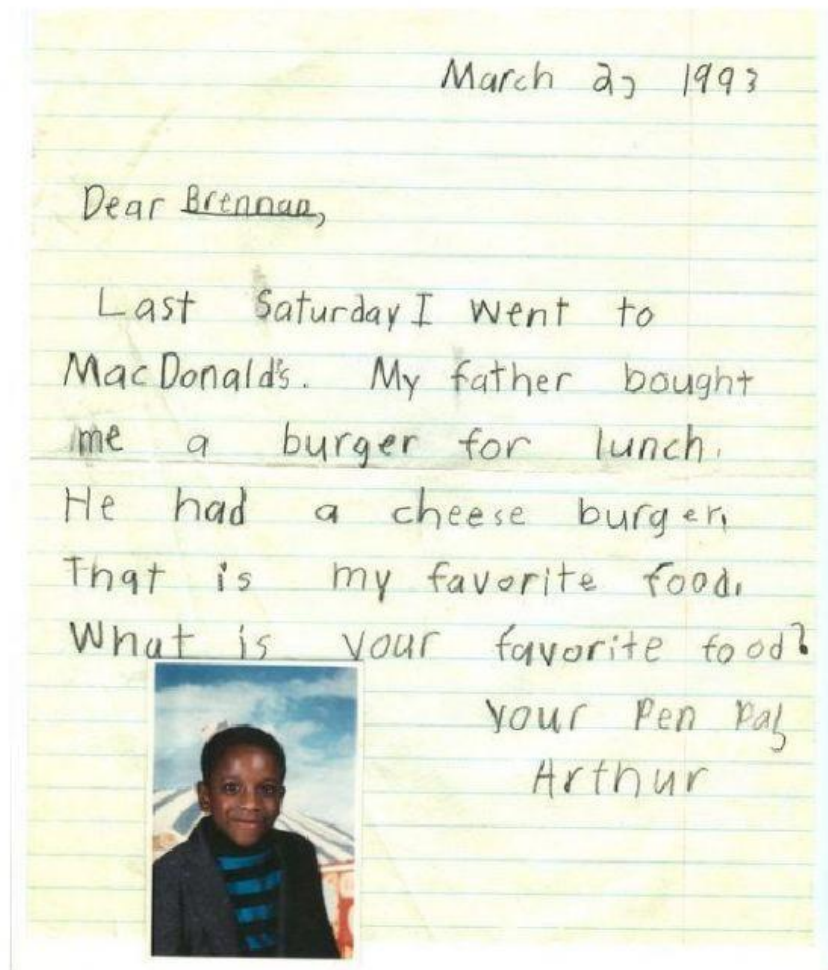 March 2, 1993
Dear Brennan,
Last Saturday I went to
MacDonald's. My father bought
me a burger for lunch.
He had a cheese burger.
That is my favorite food.
What is your favorite food?
Your Pen Pal,
Arthur